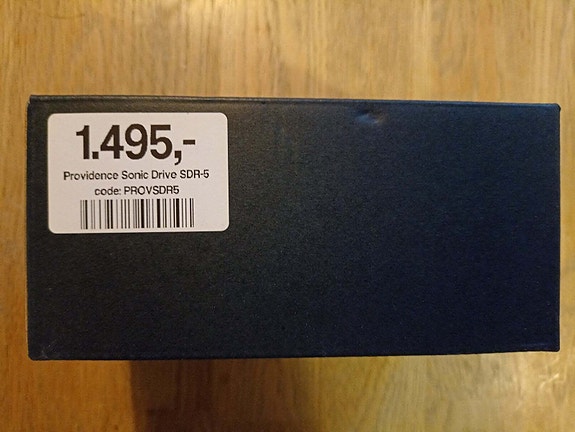 1.495,-
Providence Sonic Drive SDR-5
code: PROVSDR5